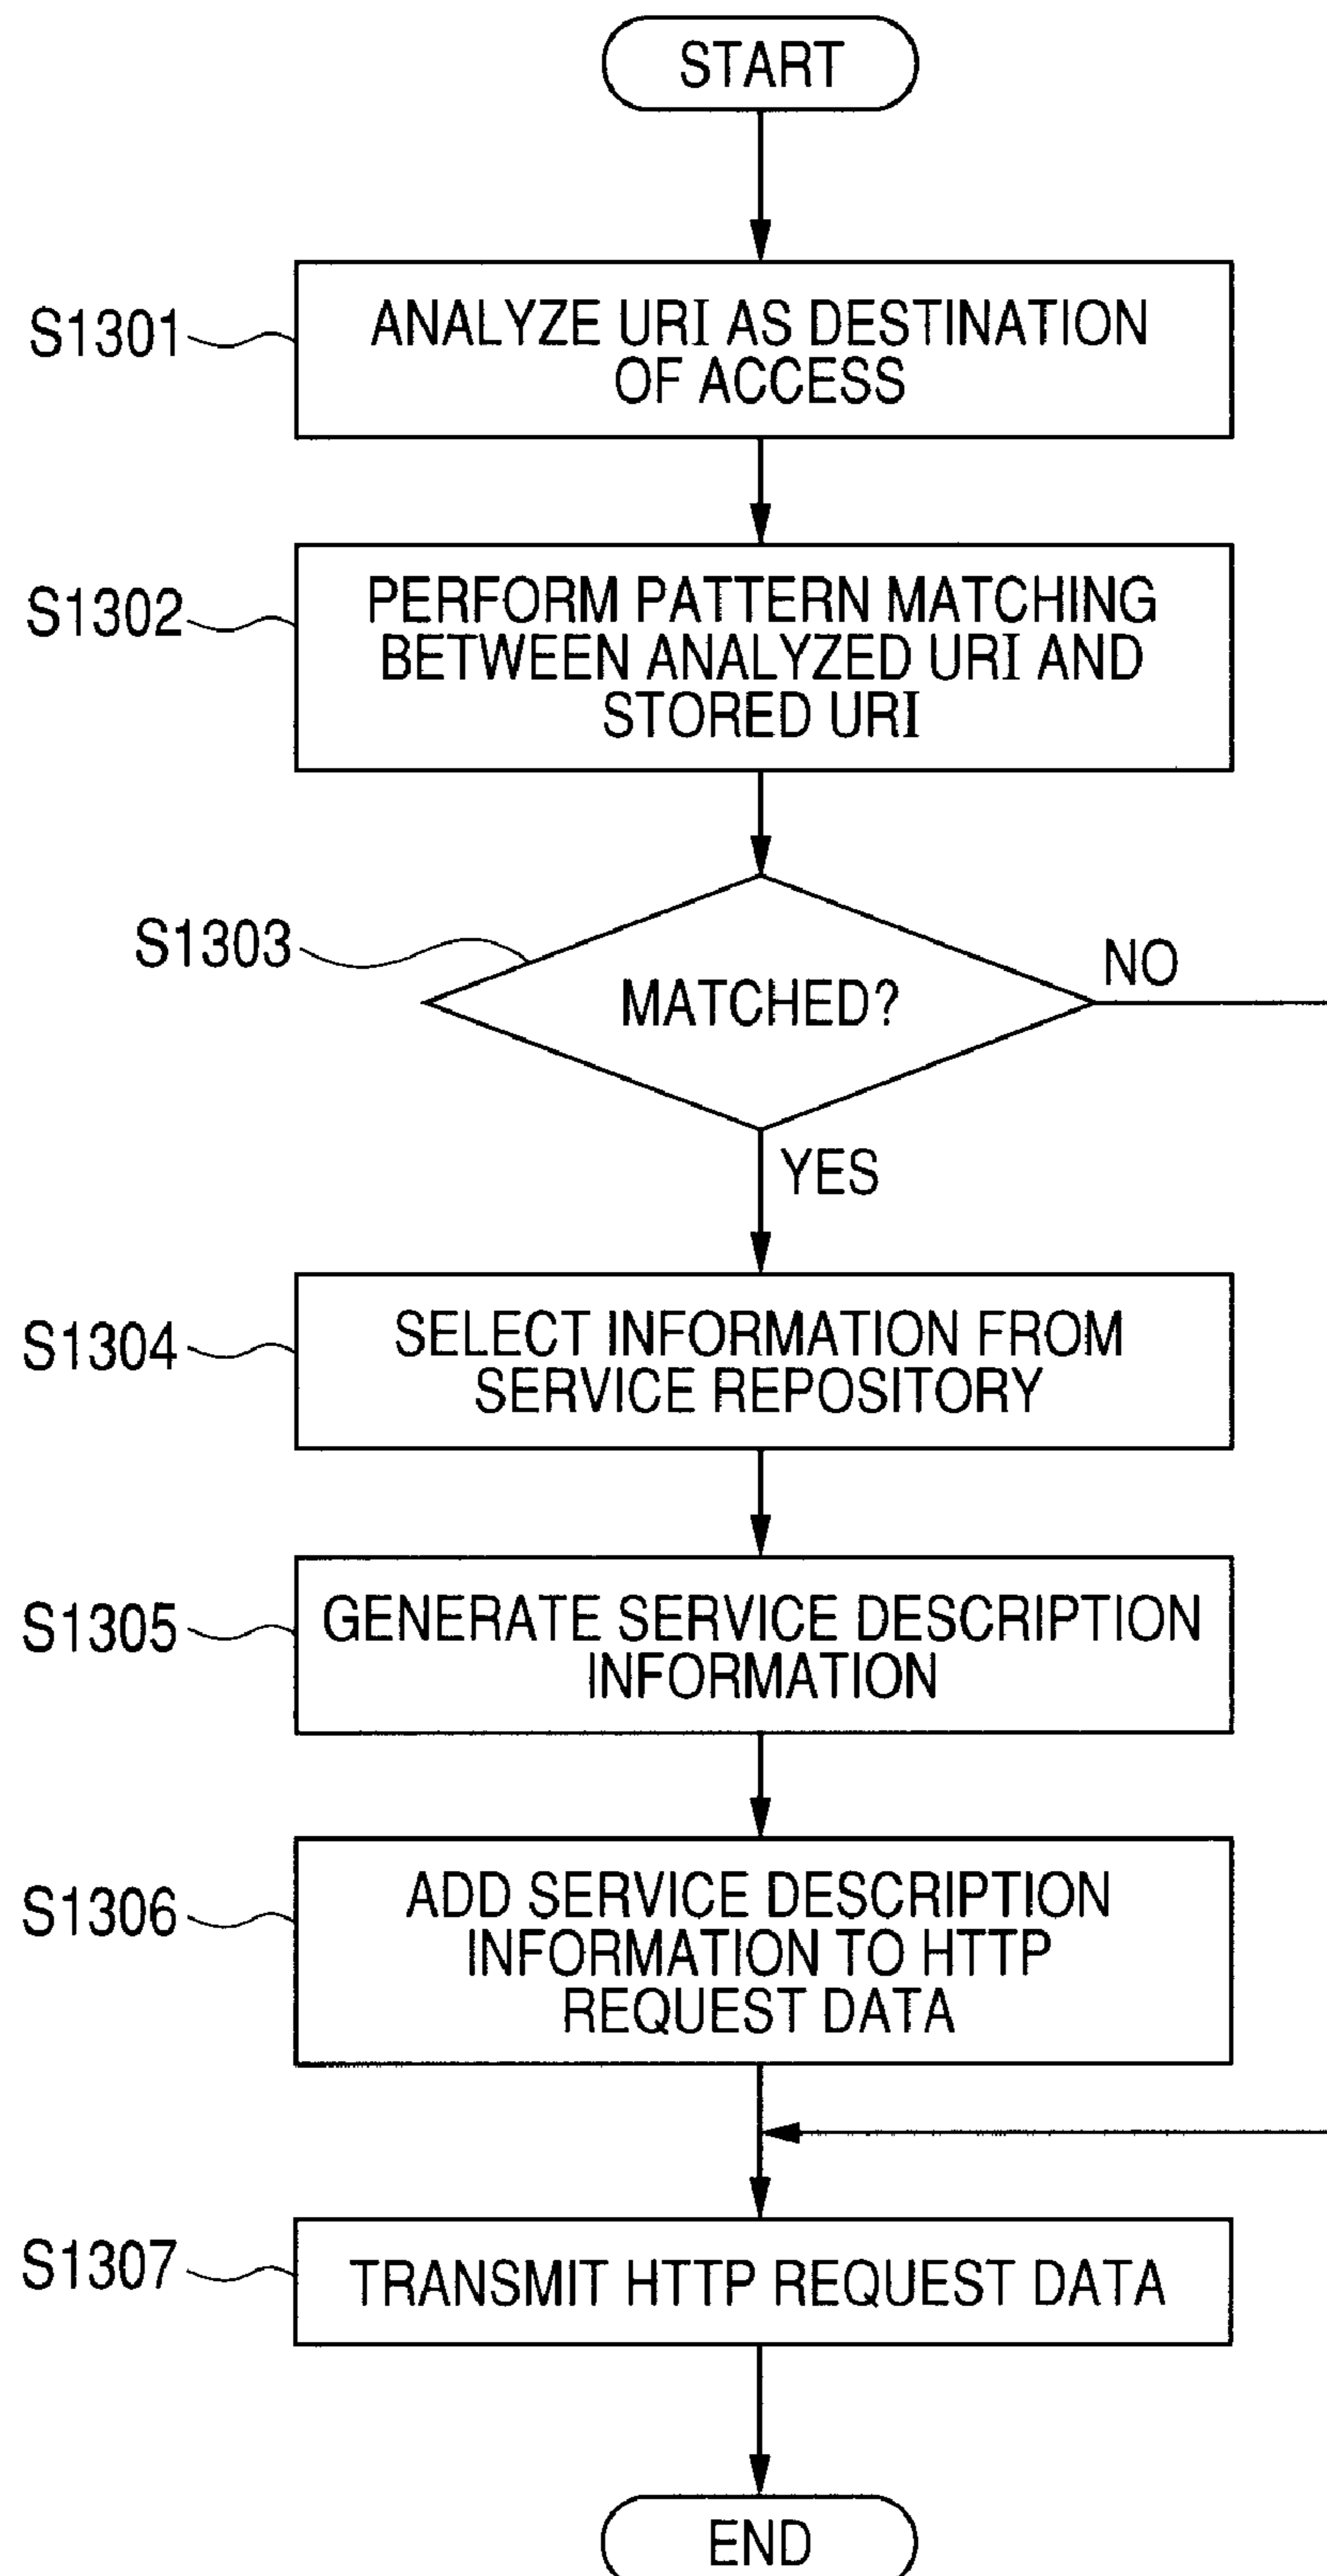 START
S1301
ANALYZE URI AS DESTINATION
OF ACCESS
S1302
PERFORM PATTERN MATCHING
BETWEEN ANALYZED URI AND
STORED URI
S1303
MATCHED?
NO
YES
S1304
SELECT INFORMATION FROM
SERVICE REPOSITORY
S1305
GENERATE SERVICE DESCRIPTION
INFORMATION
S1306
ADD SERVICE DESCRIPTION
INFORMATION TO HTTP
REQUEST DATA
S1307
TRANSMIT HTTP REQUEST DATA
END